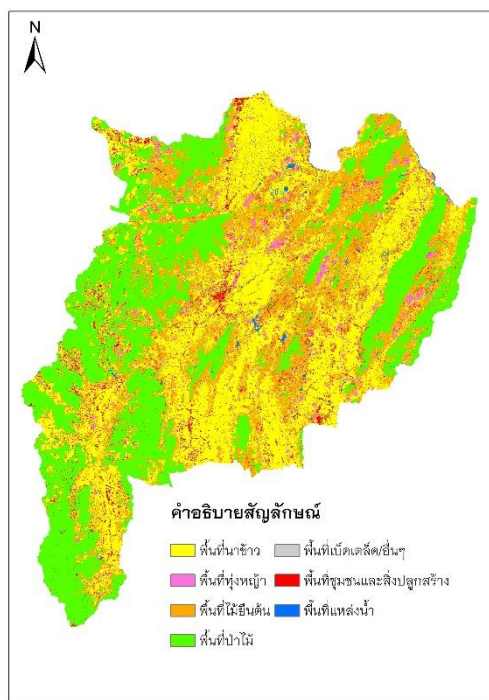 N
คำอธิบายสัญลักษณ์
พื้นที่นาข้าว
พื้นที่เบ็ดเตล็ด/อื่นๆ
พื้นที่ทุ่งหญ้า
พื้นที่ชุมชนและสิ่งปลูกสร้าง
พื้นที่ไม้ยืนต้น
พื้นที่แหล่งน้ำ
พื้นที่ป่าไม้